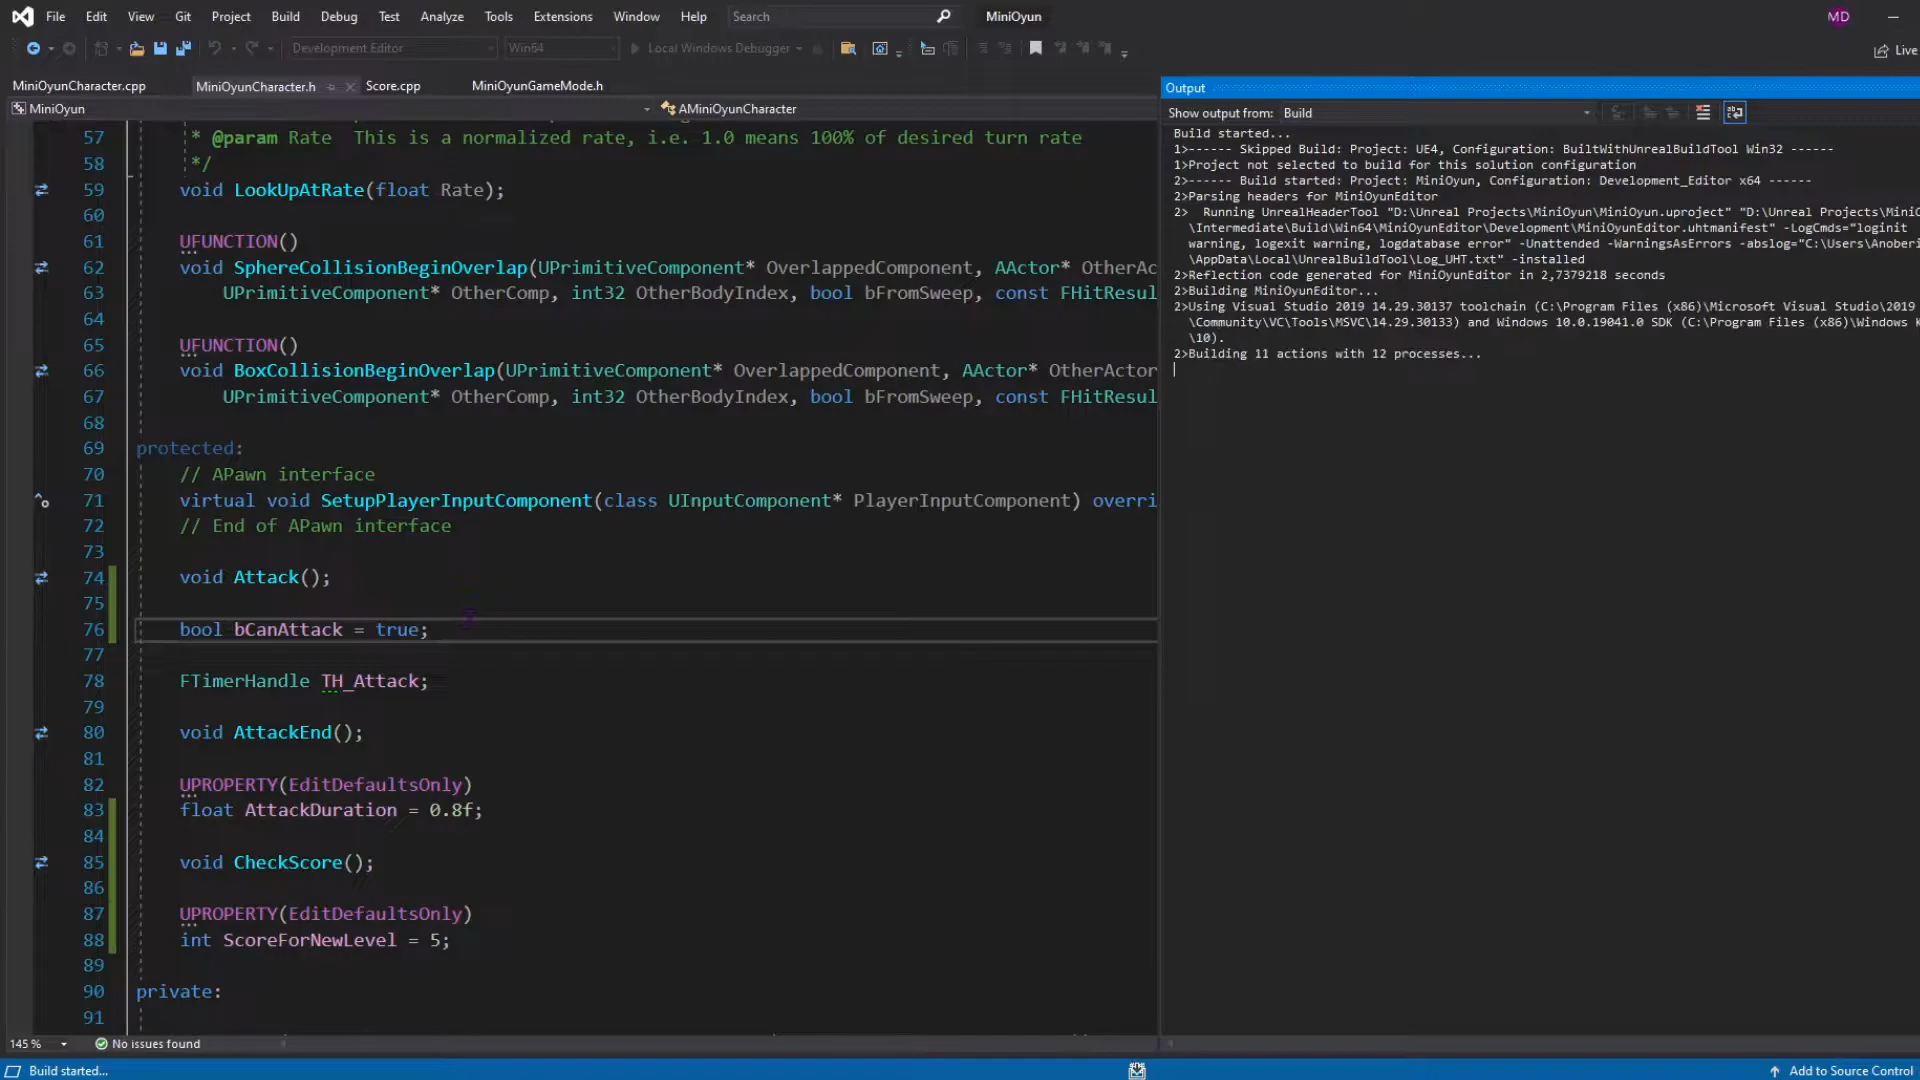 File Edit View Git Project Build Debug Test Analyze Tools Extensions Window Help Search MiniOyun MD
Development Editor Win64 Local Windows Debugger Live
MiniOyunCharacter.cpp MiniOyunCharacter.h Score.cpp MiniOyunGameMode.h
MiniOyun AMiniOyunCharacter
57 * @param Rate This is a normalized rate, i.e. 1.0 means 100% of desired turn rate
58 */
59 void LookUpAtRate(float Rate);
60
61 UFUNCTION()
62 void SphereCollisionBeginOverlap(UPrimitiveComponent* OverlappedComponent, AActor* OtherAc
63 UPrimitiveComponent* OtherComp, int32 OtherBodyIndex, bool bFromSweep, const FHitResul
64
65 UFUNCTION()
66 void BoxCollisionBeginOverlap(UPrimitiveComponent* OverlappedComponent, AActor* OtherActor
67 UPrimitiveComponent* OtherComp, int32 OtherBodyIndex, bool bFromSweep, const FHitResul
68
69 protected:
70 // APawn interface
71 virtual void SetupPlayerInputComponent(class UInputComponent* PlayerInputComponent) overri
72 // End of APawn interface
73
74 void Attack();
75
76 bool bCanAttack = true;
77
78 FTimerHandle TH_Attack;
79
80 void AttackEnd();
81
82 UPROPERTY(EditDefaultsOnly)
83 float AttackDuration = 0.8f;
84
85 void CheckScore();
86
87 UPROPERTY(EditDefaultsOnly)
88 int ScoreForNewLevel = 5;
89
90 private:
91
145 % No issues found
Output
Show output from: Build
Build started...
1>------ Skipped Build: Project: UE4, Configuration: BuiltWithUnrealBuildTool Win32 ------
1>Project not selected to build for this solution configuration
2>------ Build started: Project: MiniOyun, Configuration: Development_Editor x64 ------
2>Parsing headers for MiniOyunEditor
2> Running UnrealHeaderTool "D:\Unreal Projects\MiniOyun\MiniOyun.uproject" "D:\Unreal Projects\MiniO
\Intermediate\Build\Win64\MiniOyunEditor\Development\MiniOyunEditor.uhtmanifest" -LogCmds="loginit
warning, logexit warning, logdatabase error" -Unattended -WarningsAsErrors -abslog="C:\Users\Anoberi
\AppData\Local\UnrealBuildTool\Log_UHT.txt" -installed
2>Reflection code generated for MiniOyunEditor in 2,7379218 seconds
2>Building MiniOyunEditor...
2>Using Visual Studio 2019 14.29.30137 toolchain (C:\Program Files (x86)\Microsoft Visual Studio\2019
\Community\VC\Tools\MSVC\14.29.30133) and Windows 10.0.19041.0 SDK (C:\Program Files (x86)\Windows K
\10).
2>Building 11 actions with 12 processes...
Build started... Add to Source Control